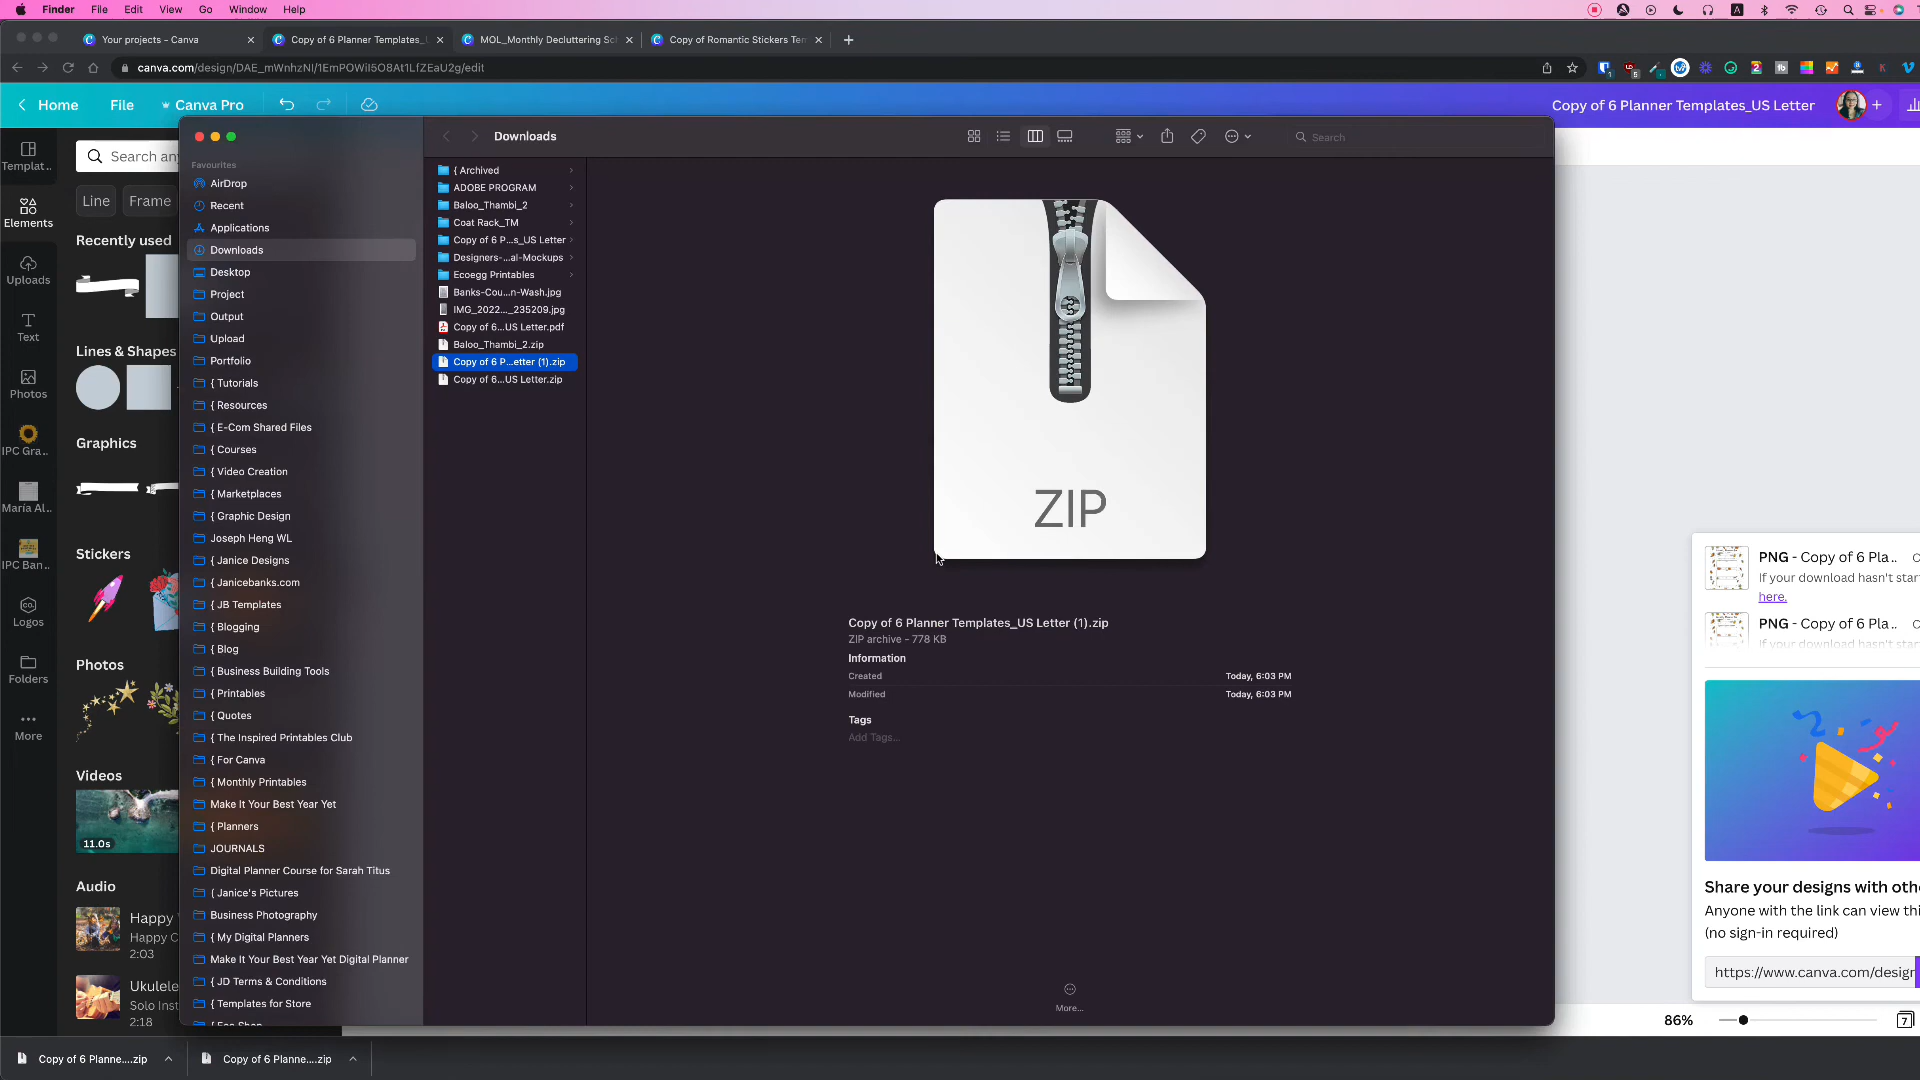 Finder File Edit View Go Window Help
Your projects - Canva
Copy of 6 Planner Templates_
MOL_Monthly Decluttering Sc
Copy of Romantic Stickers Tem
canva.com/design/DAE_mWnhzNI/1EmPOWiI5O8At1LfZEaU2g/edit
Home File Canva Pro
Copy of 6 Planner Templates_US Letter
Templat...
Elements
Uploads
Text
Photos
IPC Gra...
María Al...
IPC Ban...
Logos
Folders
More
Search any
Line Frame
Recently used
Lines & Shapes
Graphics
Stickers
Photos
Videos
11.0s
Audio
Happy
Happy C
2:03
Ukulele
Solo Inst
2:18
Favourites
AirDrop
Recent
Applications
Downloads
Desktop
Project
Output
Upload
Portfolio
{ Tutorials
{ Resources
{ E-Com Shared Files
{ Courses
{ Video Creation
{ Marketplaces
{ Graphic Design
Joseph Heng WL
{ Janice Designs
{ Janicebanks.com
{ JB Templates
{ Blogging
{ Blog
{ Business Building Tools
{ Printables
{ Quotes
{ The Inspired Printables Club
{ For Canva
{ Monthly Printables
Make It Your Best Year Yet
{ Planners
JOURNALS
Digital Planner Course for Sarah Titus
{ Janice's Pictures
Business Photography
{ My Digital Planners
Make It Your Best Year Yet Digital Planner
{ JD Terms & Conditions
{ Templates for Store
Downloads
Search
{ Archived
ADOBE PROGRAM
Baloo_Thambi_2
Coat Rack_TM
Copy of 6 P...s_US Letter
Designers-...al-Mockups
Ecoegg Printables
Banks-Cou...n-Wash.jpg
IMG_2022..._235209.jpg
Copy of 6...US Letter.pdf
Baloo_Thambi_2.zip
Copy of 6 P...etter (1).zip
Copy of 6...US Letter.zip
ZIP
Copy of 6 Planner Templates_US Letter (1).zip
ZIP archive - 778 KB
Information
Created Today, 6:03 PM
Modified Today, 6:03 PM
Tags
Add Tags...
More...
PNG - Copy of 6 Pla...
If your download hasn't star
here.
PNG - Copy of 6 Pla...
If your download hasn't star
Share your designs with othe
Anyone with the link can view thi
(no sign-in required)
https://www.canva.com/design
86%
7
Copy of 6 Planne....zip
Copy of 6 Planne....zip